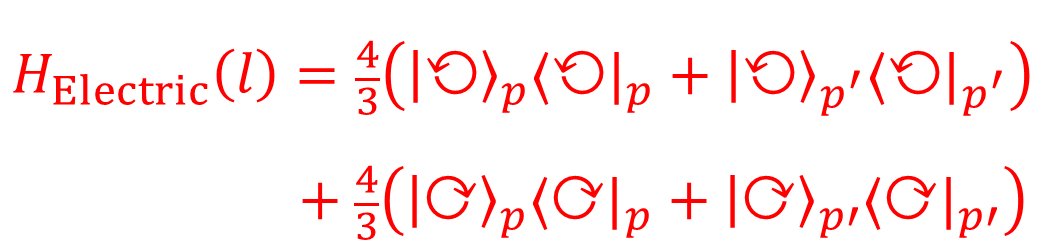 H_Electric(l) = 4/3(|↺⟩_p⟨↺|_p + |↺⟩_p′⟨↺|_p′)
+ 4/3(|↻⟩_p⟨↻|_p + |↻⟩_p′⟨↻|_p′)